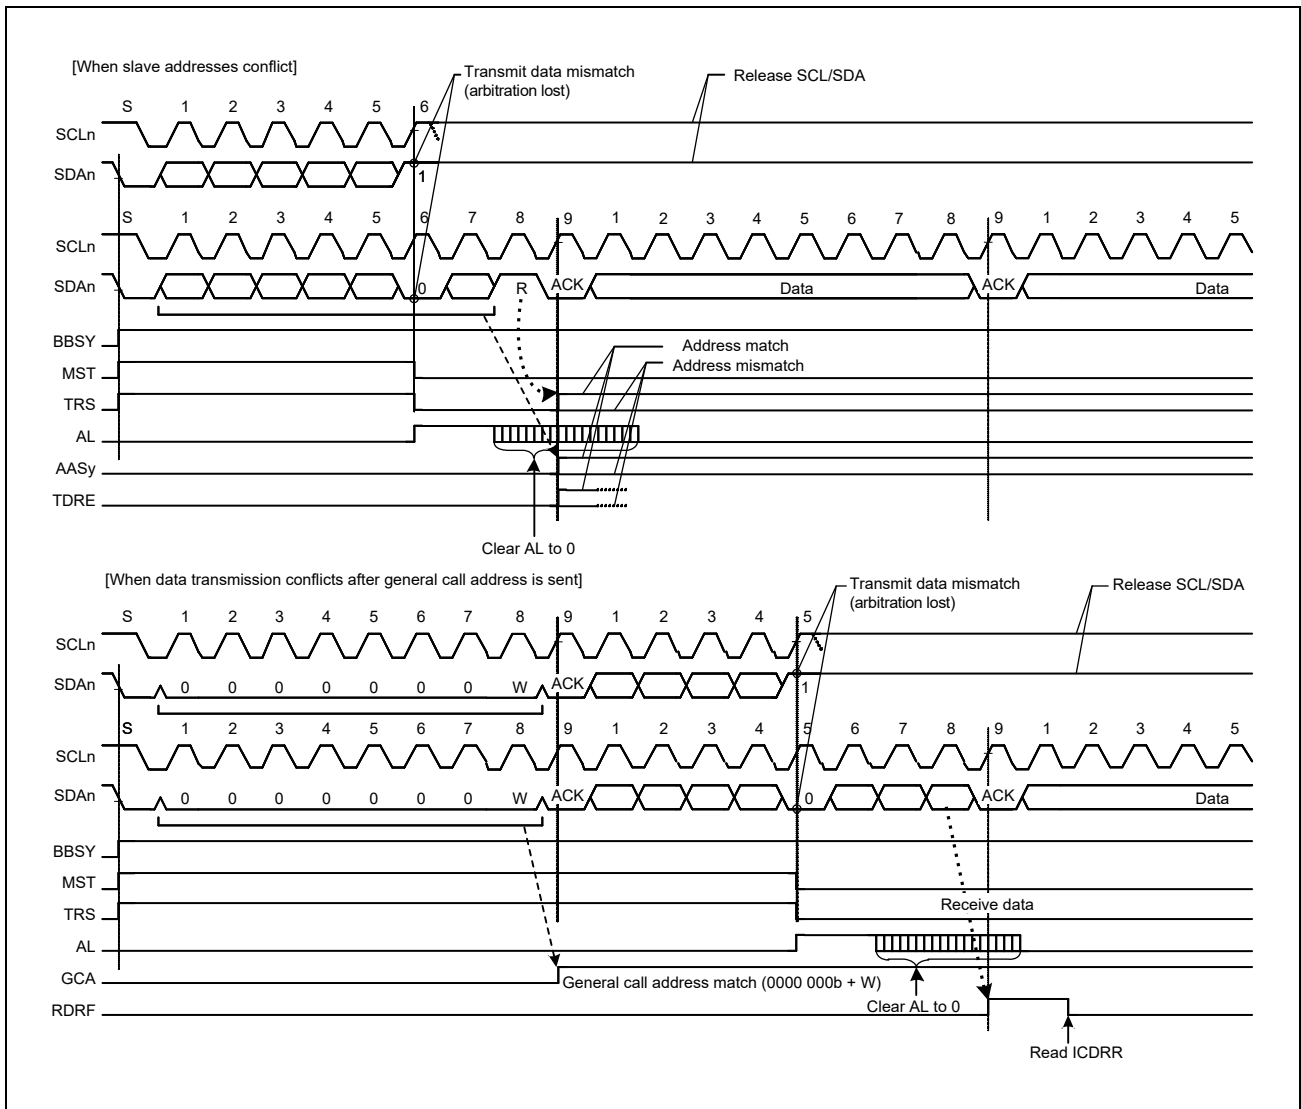 [When slave addresses conflict]
Transmit data mismatch
(arbitration lost)
Release SCL/SDA
S 1 2 3 4 5 6
SCLn
SDAn
1
S 1 2 3 4 5 6 7 8 9 1 2 3 4 5 6 7 8 9 1 2 3 4 5
SCLn
SDAn 0 R ACK Data ACK Data
BBSY
Address match
MST
Address mismatch
TRS
AL
AASy
TDRE
Clear AL to 0
[When data transmission conflicts after general call address is sent]
Transmit data mismatch
(arbitration lost)
Release SCL/SDA
S 1 2 3 4 5 6 7 8 9 1 2 3 4 5
SCLn
SDAn 0 0 0 0 0 0 0 W ACK 1
S 1 2 3 4 5 6 7 8 9 1 2 3 4 5 6 7 8 9 1 2 3 4 5
SCLn
SDAn 0 0 0 0 0 0 0 W ACK 0 ACK Data
BBSY
MST
Receive data
TRS
AL
GCA
General call address match (0000 000b + W)
Clear AL to 0
RDRF
Read ICDRR